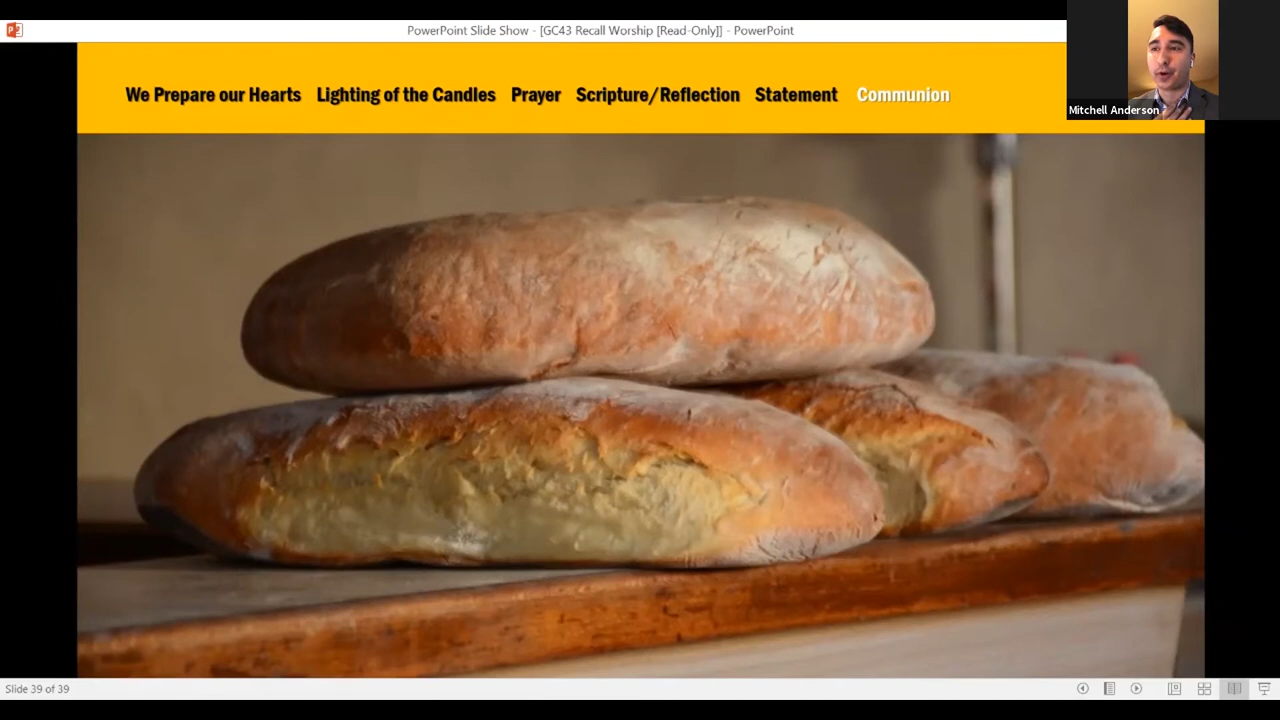 PowerPoint Slide Show - [GC43 Recall Worship [Read-Only]] - PowerPoint
We Prepare our Hearts Lighting of the Candles Prayer Scripture/Reflection Statement Communion
Mitchell Anderson
Slide 39 of 39